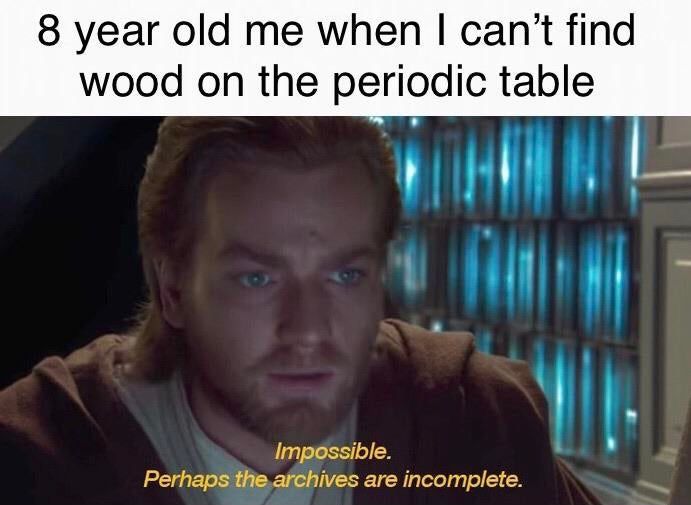 8 year old me when I can’t find
wood on the periodic table
Impossible.
Perhaps the archives are incomplete.